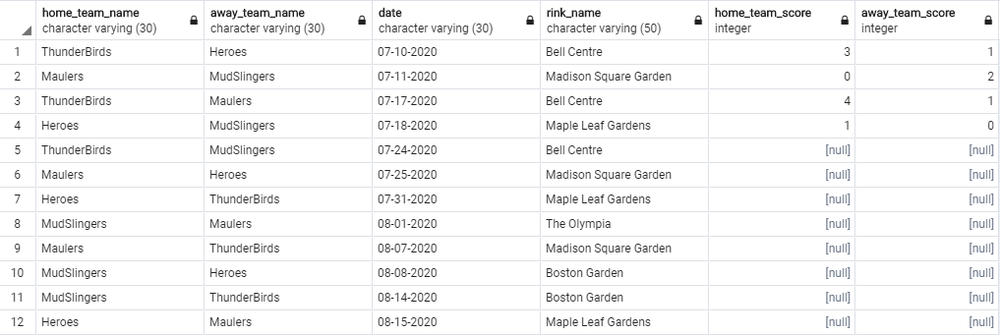 home_team_name away_team_name date rink_name home_team_score away_team_score
character varying (30) character varying (30) character varying (30) character varying (50) integer integer
1 ThunderBirds Heroes 07-10-2020 Bell Centre 3 1
2 Maulers MudSlingers 07-11-2020 Madison Square Garden 0 2
3 ThunderBirds Maulers 07-17-2020 Bell Centre 4 1
4 Heroes MudSlingers 07-18-2020 Maple Leaf Gardens 1 0
5 ThunderBirds MudSlingers 07-24-2020 Bell Centre [null] [null]
6 Maulers Heroes 07-25-2020 Madison Square Garden [null] [null]
7 Heroes ThunderBirds 07-31-2020 Maple Leaf Gardens [null] [null]
8 MudSlingers Maulers 08-01-2020 The Olympia [null] [null]
9 Maulers ThunderBirds 08-07-2020 Madison Square Garden [null] [null]
10 MudSlingers Heroes 08-08-2020 Boston Garden [null] [null]
11 MudSlingers ThunderBirds 08-14-2020 Boston Garden [null] [null]
12 Heroes Maulers 08-15-2020 Maple Leaf Gardens [null] [null]